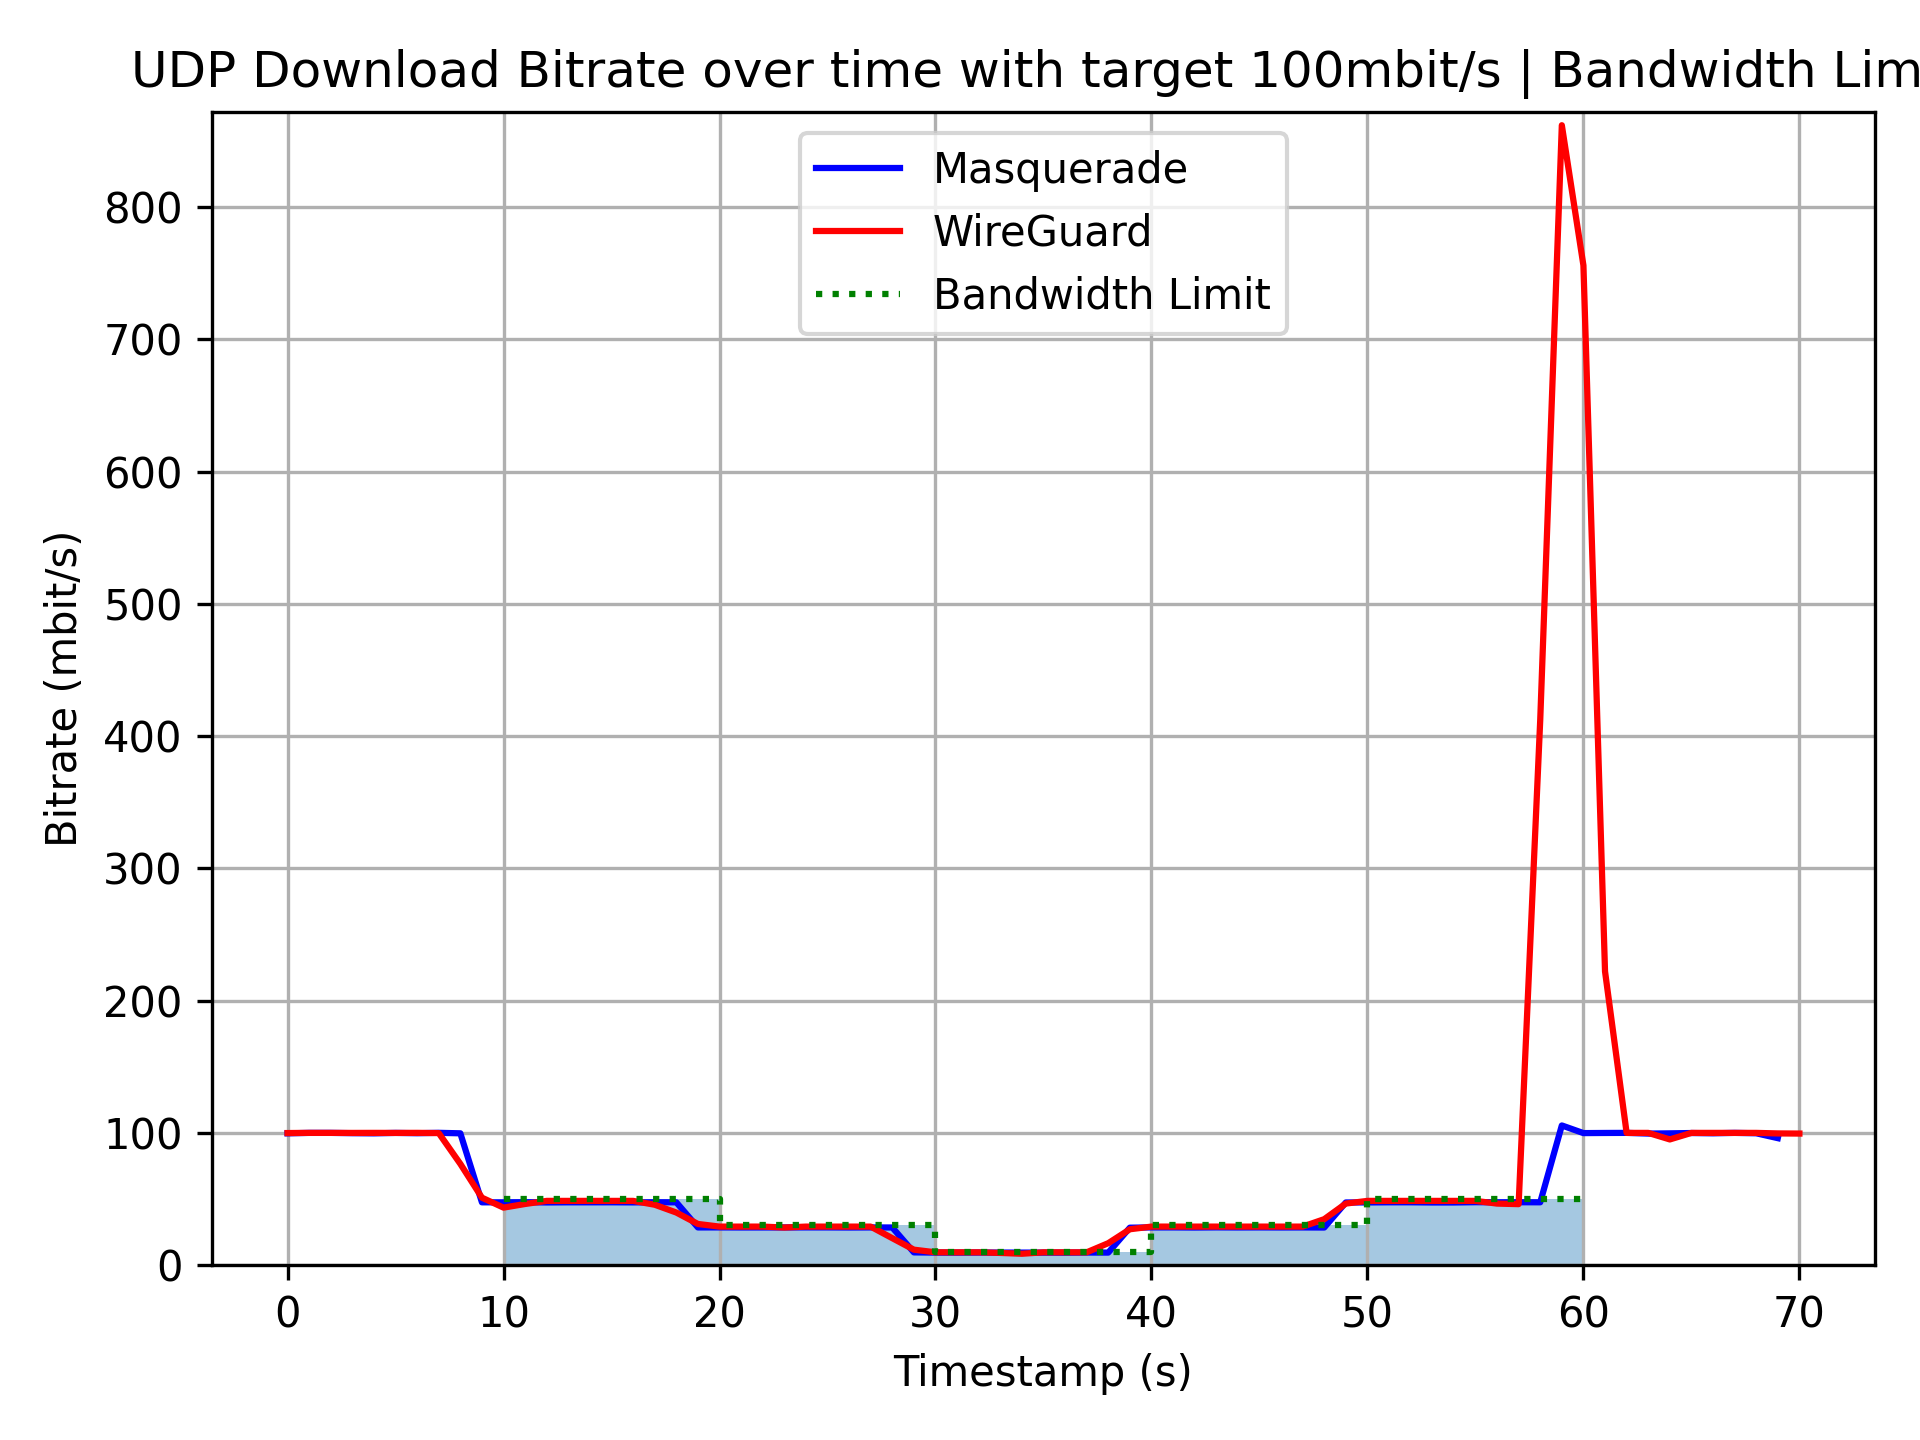 UDP Download Bitrate over time with target 100mbit/s | Bandwidth Lim
Masquerade
WireGuard
Bandwidth Limit
Bitrate (mbit/s)
800
700
600
500
400
300
200
100
0
0 10 20 30 40 50 60 70
Timestamp (s)